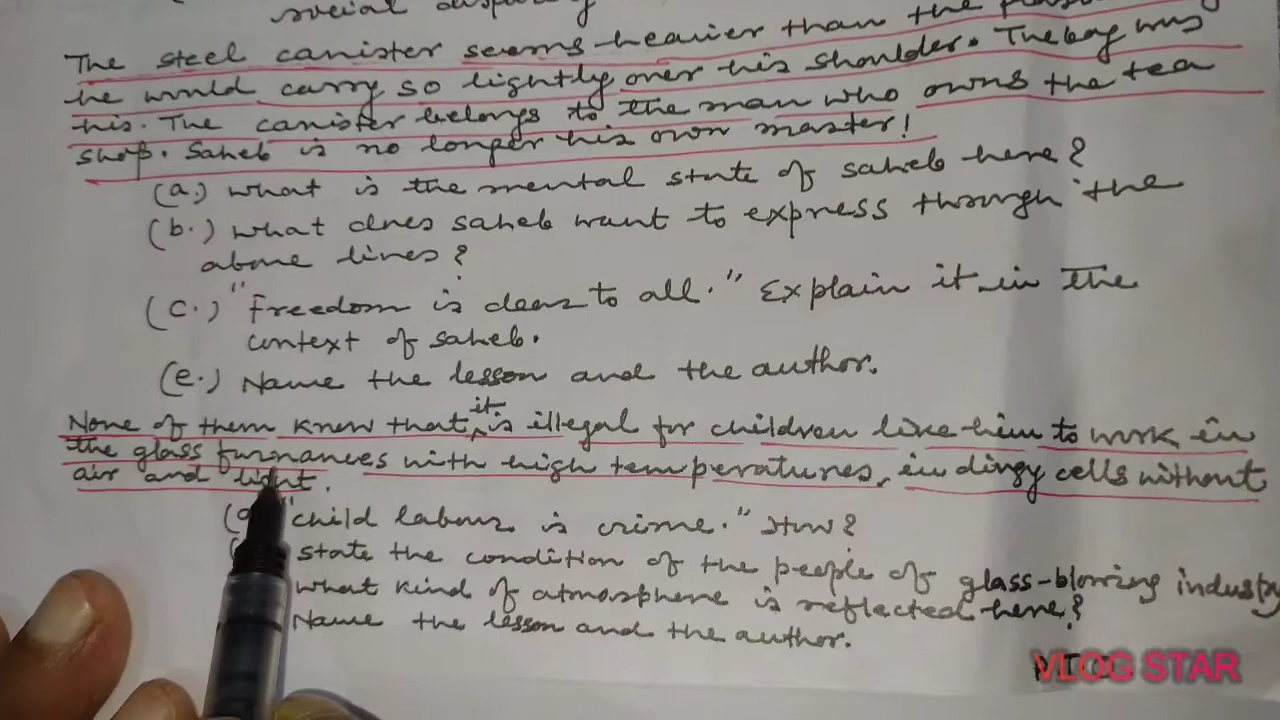 social
The steel canister seems heavier than the
he would carry so lightly over his shoulder. The bag was
his. The canister belongs to the man who owns the tea
shop. Saheb is no longer his own master!
(a.) what is the mental state of saheb here?
(b.) what does saheb want to express through the
above lines?
(c.) "Freedom is dear to all." Explain it in the
context of saheb.
(e.) Name the lesson and the author.
None of them know that it is illegal for children like him to work in
the glass furnances with high temperatures, in dingy cells without
air and light.
"child labour is crime." How?
state the condition of the people of glass-blowing industry
what kind of atmosphere is reflected here?
Name the lesson and the author.
VLOG STAR